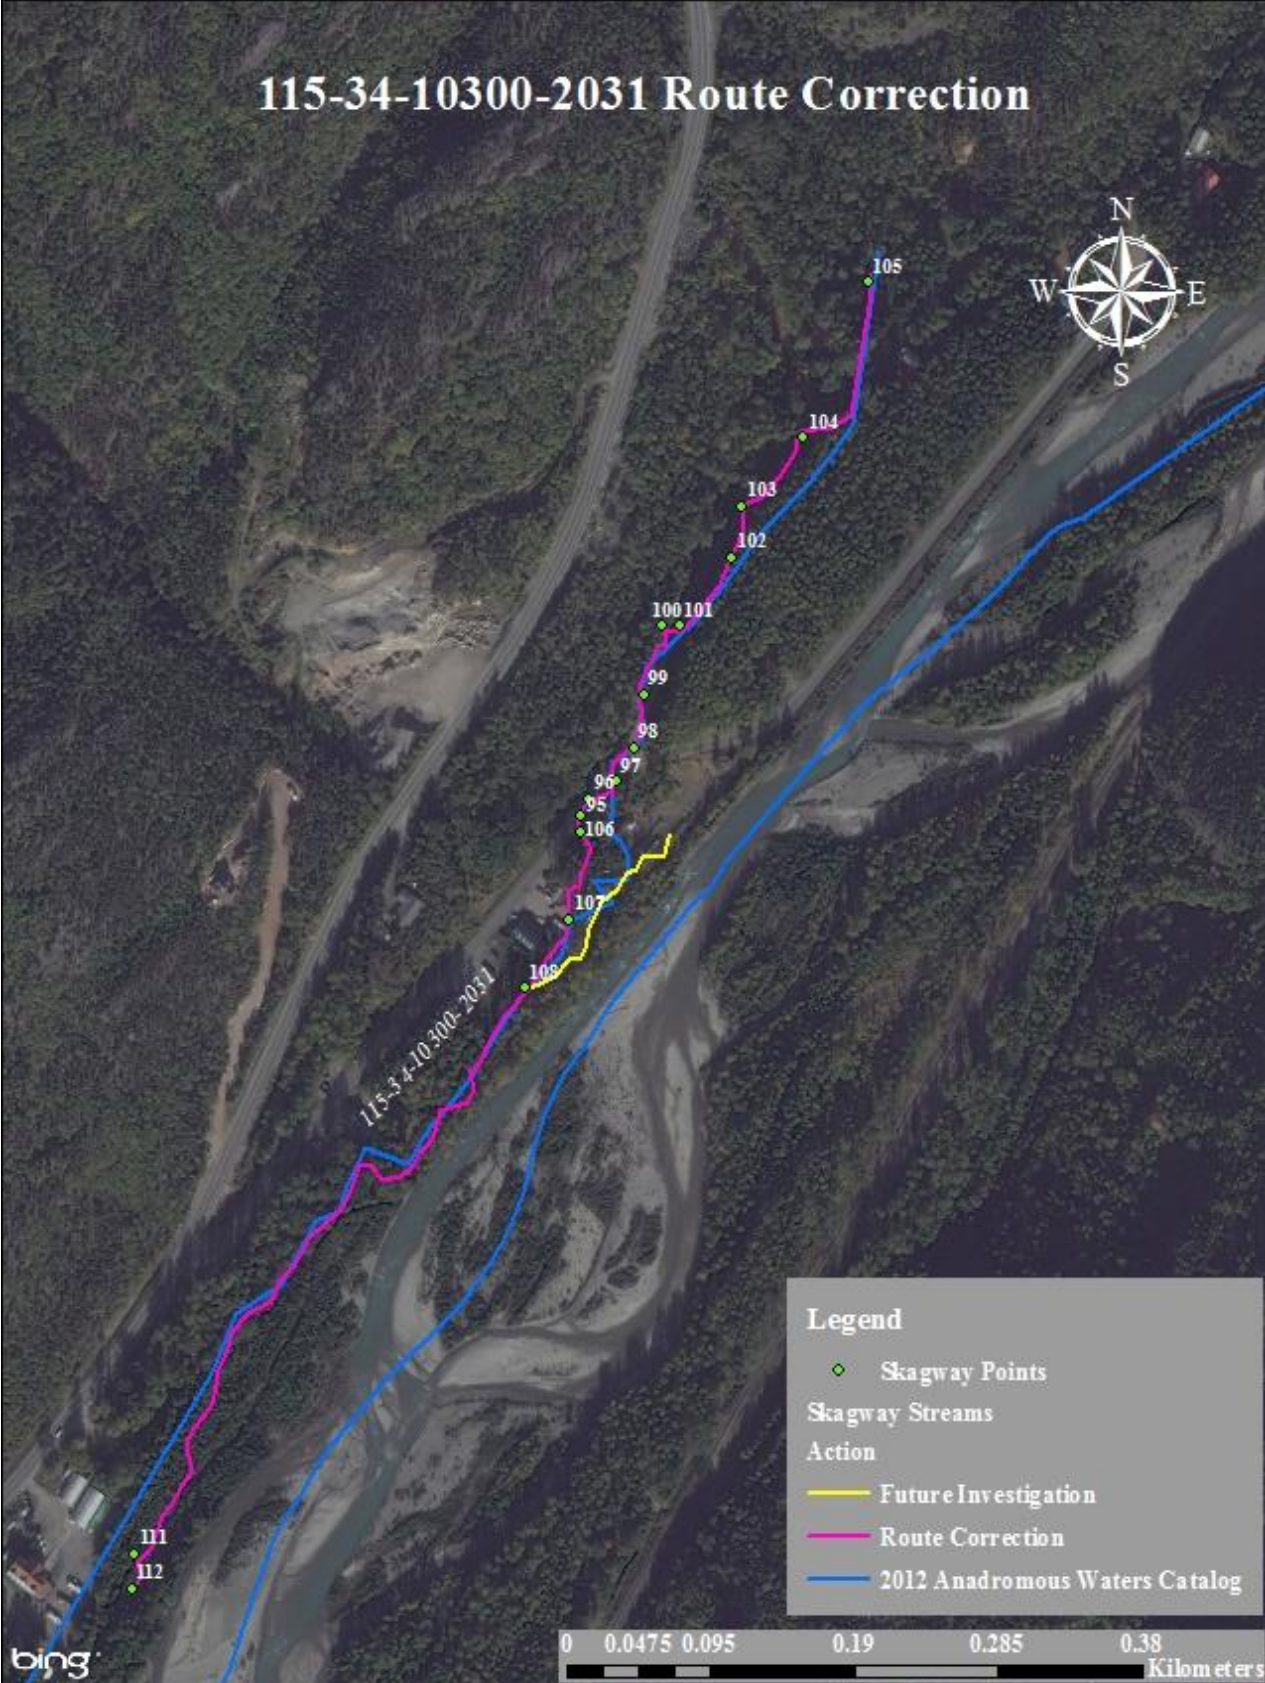 115-34-10300-2031 Route Correction
N
W E
S
105
104
103
102
100 101
99
98
97
96
95
106
107
108
115-34-10300-2031
111
112
Legend
Skagway Points
Skagway Streams
Action
Future Investigation
Route Correction
2012 Anadromous Waters Catalog
bing
0 0.0475 0.095 0.19 0.285 0.38
Kilometers